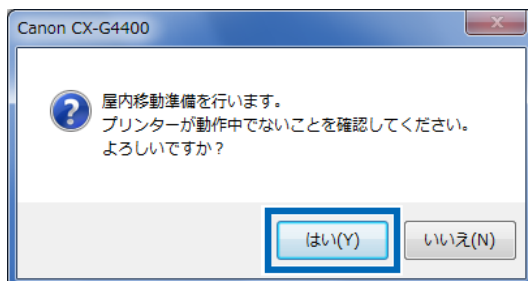 Canon CX-G4400
屋内移動準備を行います。
プリンターが動作中でないことを確認してください。
よろしいですか？
はい(Y)
いいえ(N)